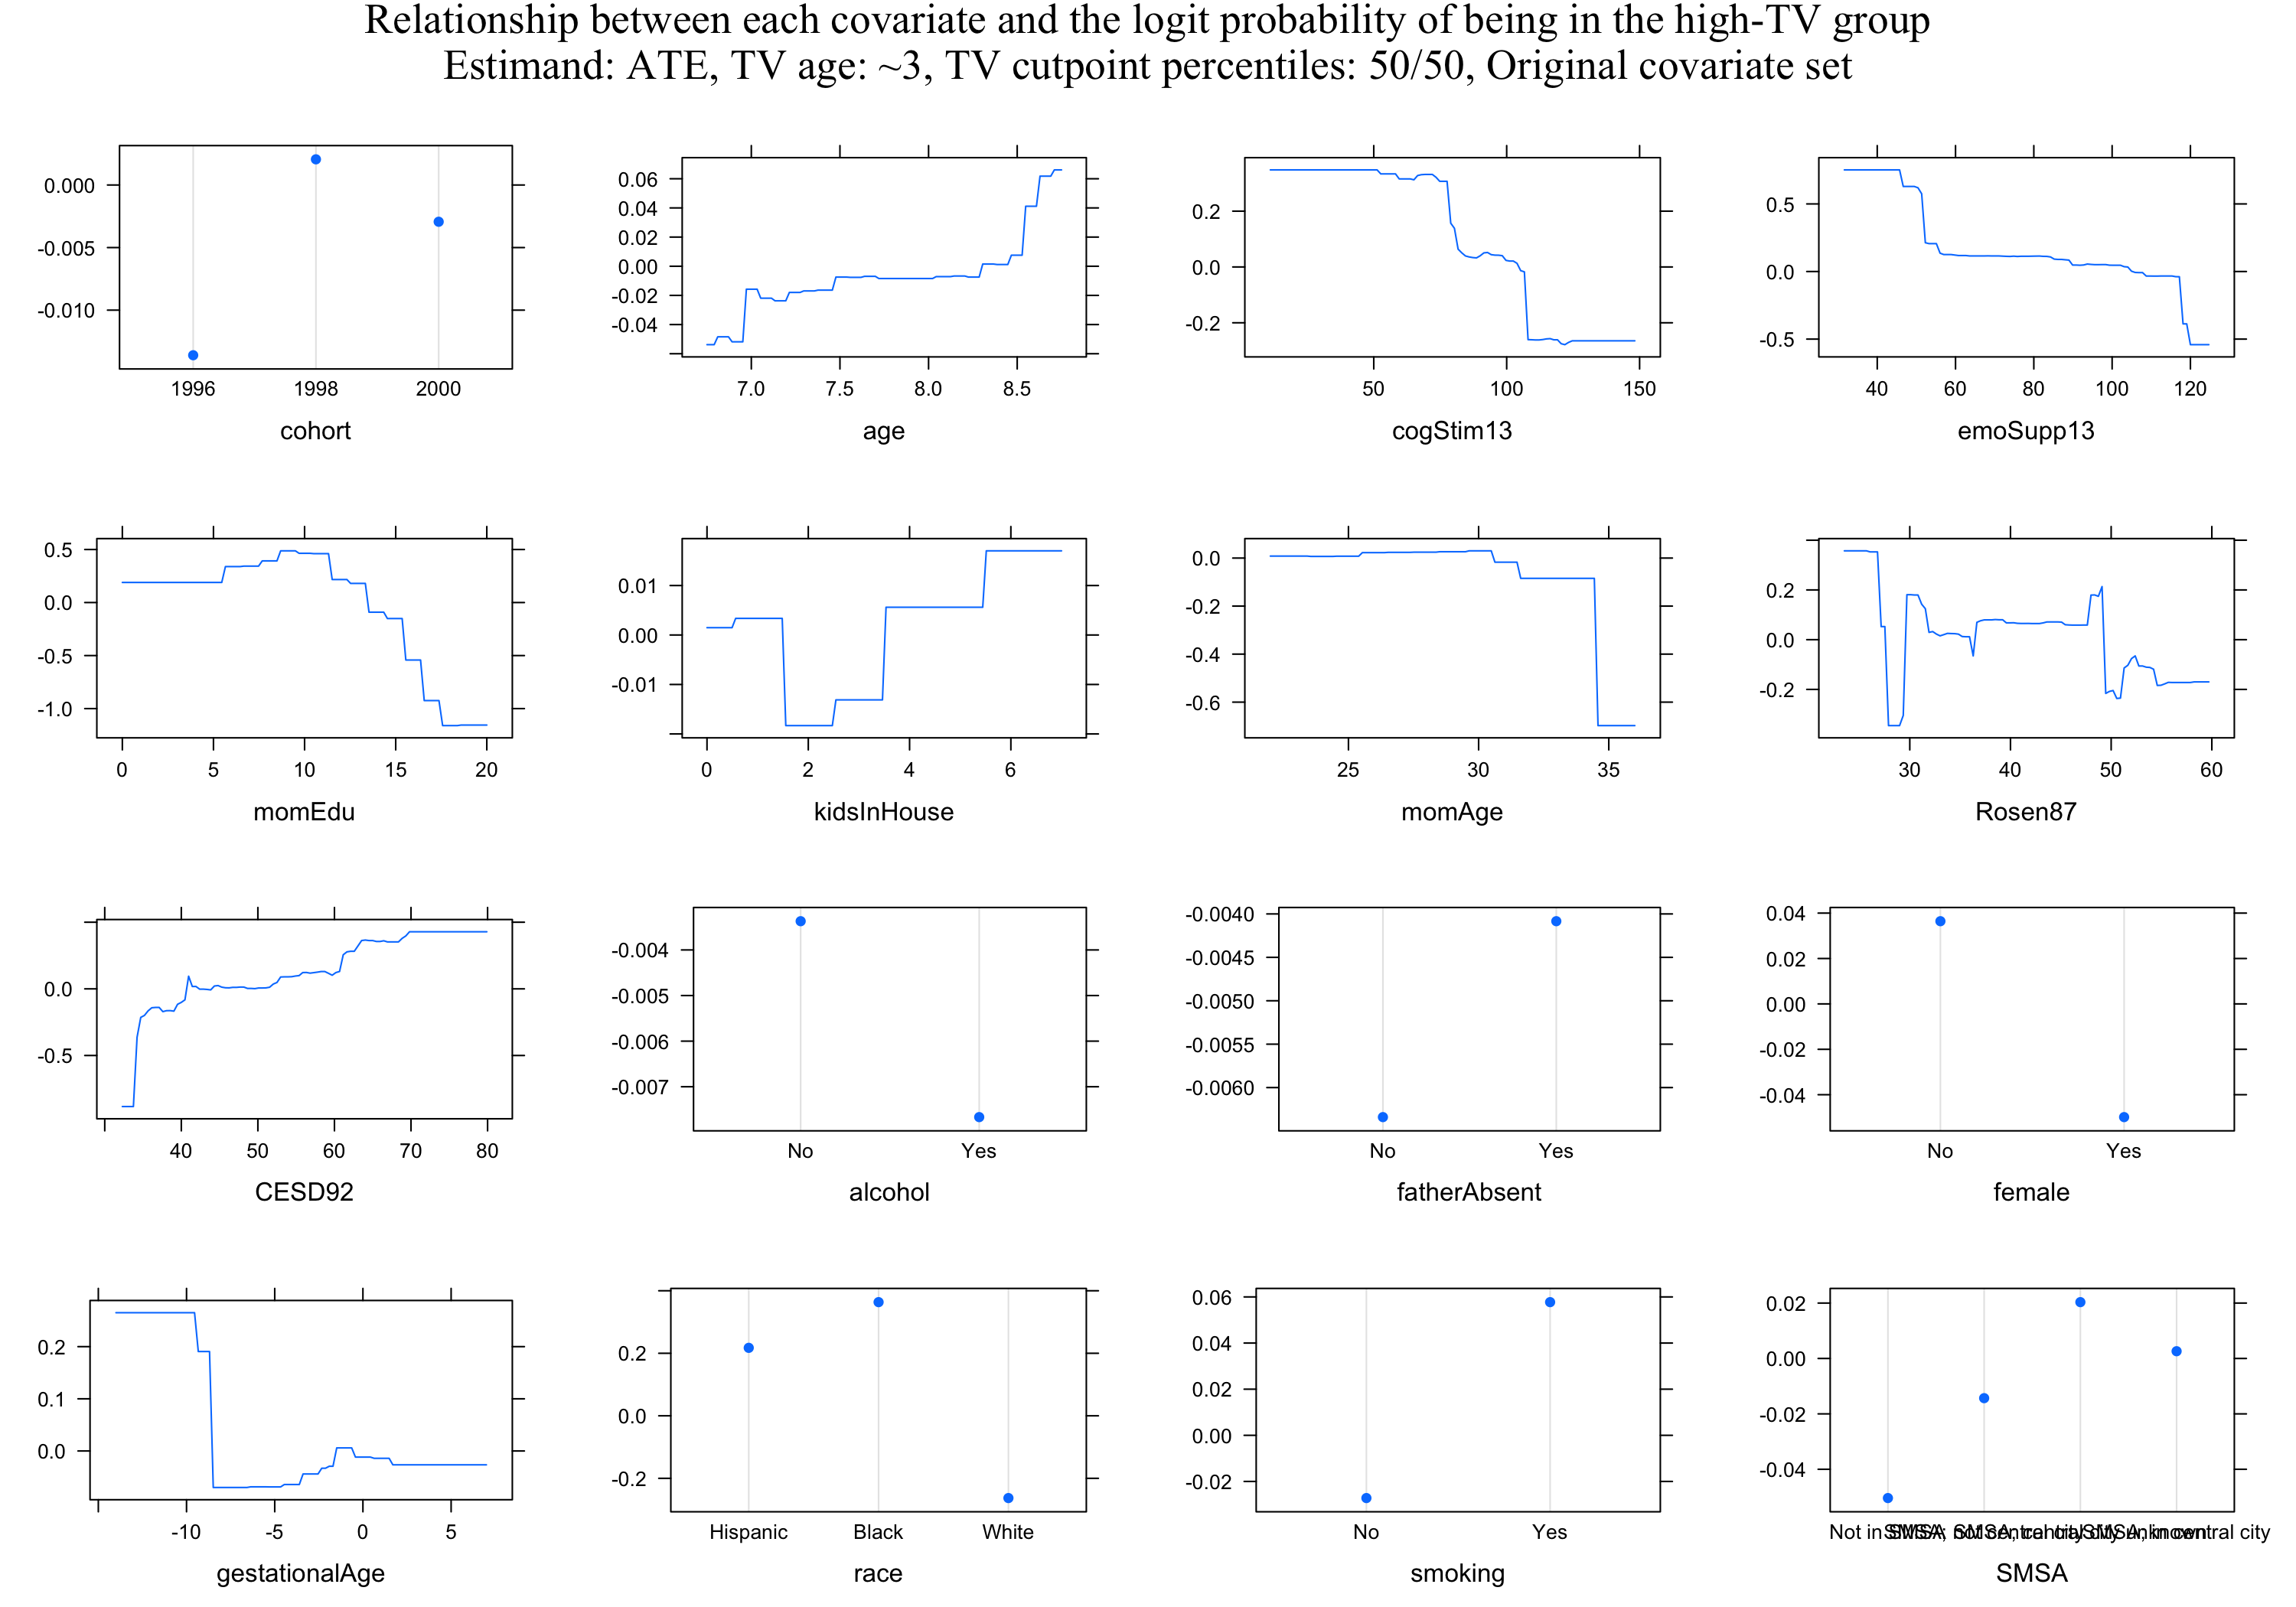 Relationship between each covariate and the logit probability of being in the high-TV group
Estimand: ATE, TV age: ~3, TV cutpoint percentiles: 50/50, Original covariate set
0.000
-0.005
-0.010
1996 1998 2000
cohort
0.06
0.04
0.02
0.00
-0.02
-0.04
7.0 7.5 8.0 8.5
age
0.2
0.0
-0.2
50 100 150
cogStim13
0.5
0.0
-0.5
40 60 80 100 120
emoSupp13
0.5
0.0
-0.5
-1.0
0 5 10 15 20
momEdu
0.01
0.00
-0.01
0 2 4 6
kidsInHouse
0.0
-0.2
-0.4
-0.6
25 30 35
momAge
0.2
0.0
-0.2
30 40 50 60
Rosen87
0.0
-0.5
40 50 60 70 80
CESD92
-0.004
-0.005
-0.006
-0.007
No Yes
alcohol
-0.0040
-0.0045
-0.0050
-0.0055
-0.0060
No Yes
fatherAbsent
0.04
0.02
0.00
-0.02
-0.04
No Yes
female
0.2
0.1
0.0
-10 -5 0 5
gestationalAge
0.2
0.0
-0.2
Hispanic Black White
race
0.06
0.04
0.02
0.00
-0.02
No Yes
smoking
0.02
0.00
-0.02
-0.04
Not in central city
SMSA